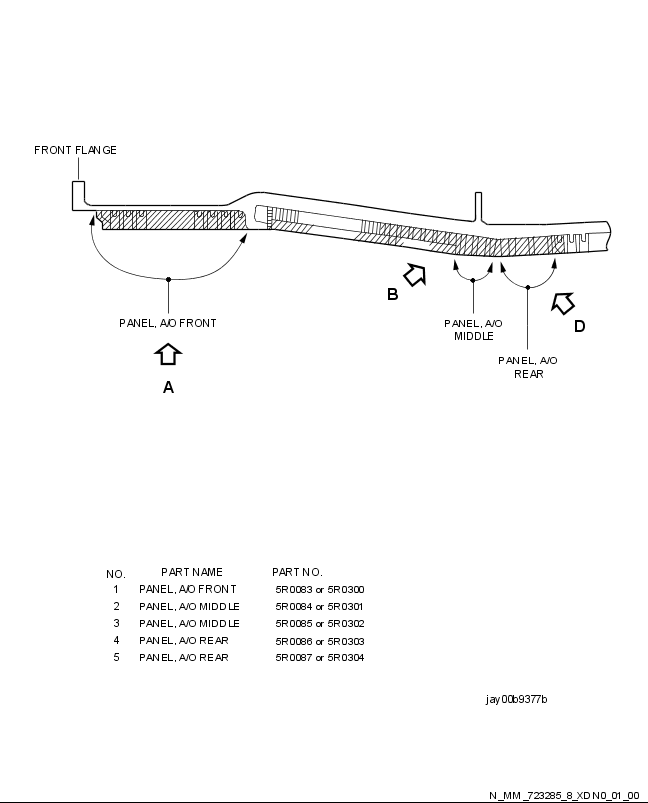 FRONT FLANGE
B
D
PANEL, A/O FRONT
PANEL, A/O
MIDDLE
PANEL, A/O
REAR
A
NO. PART NAME PART NO.
1 PANEL, A/O FRONT 5R0083 or 5R0300
2 PANEL, A/O MIDDLE 5R0084 or 5R0301
3 PANEL, A/O MIDDLE 5R0085 or 5R0302
4 PANEL, A/O REAR 5R0086 or 5R0303
5 PANEL, A/O REAR 5R0087 or 5R0304
jay00b9377b
N_MM_723285_8_XDN0_01_00